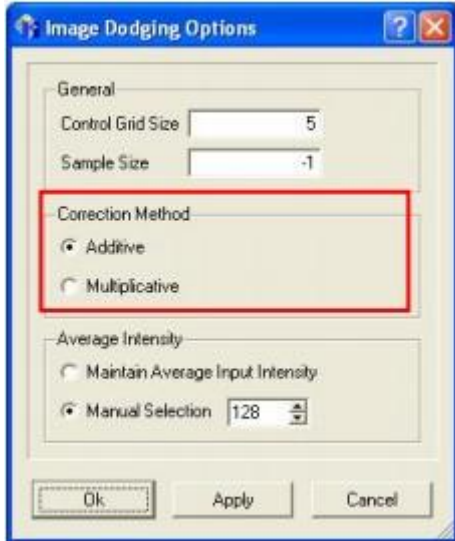 Image Dodging Options
General
Control Grid Size 5
Sample Size -1
Correction Method
Additive
Multiplicative
Average Intensity
Maintain Average Input Intensity
Manual Selection 128
Ok Apply Cancel